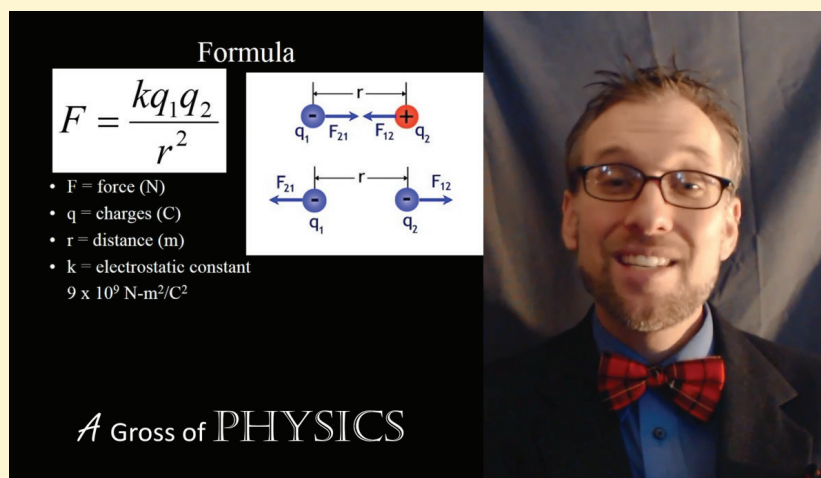 Formula
F = kq₁q₂ / r²
• F = force (N)
• q = charges (C)
• r = distance (m)
• k = electrostatic constant
9 x 10⁹ N-m²/C²
r
- +
q₁ F₂₁ F₁₂ q₂
F₂₁ r F₁₂
- -
q₁ q₂
A Gross of PHYSICS